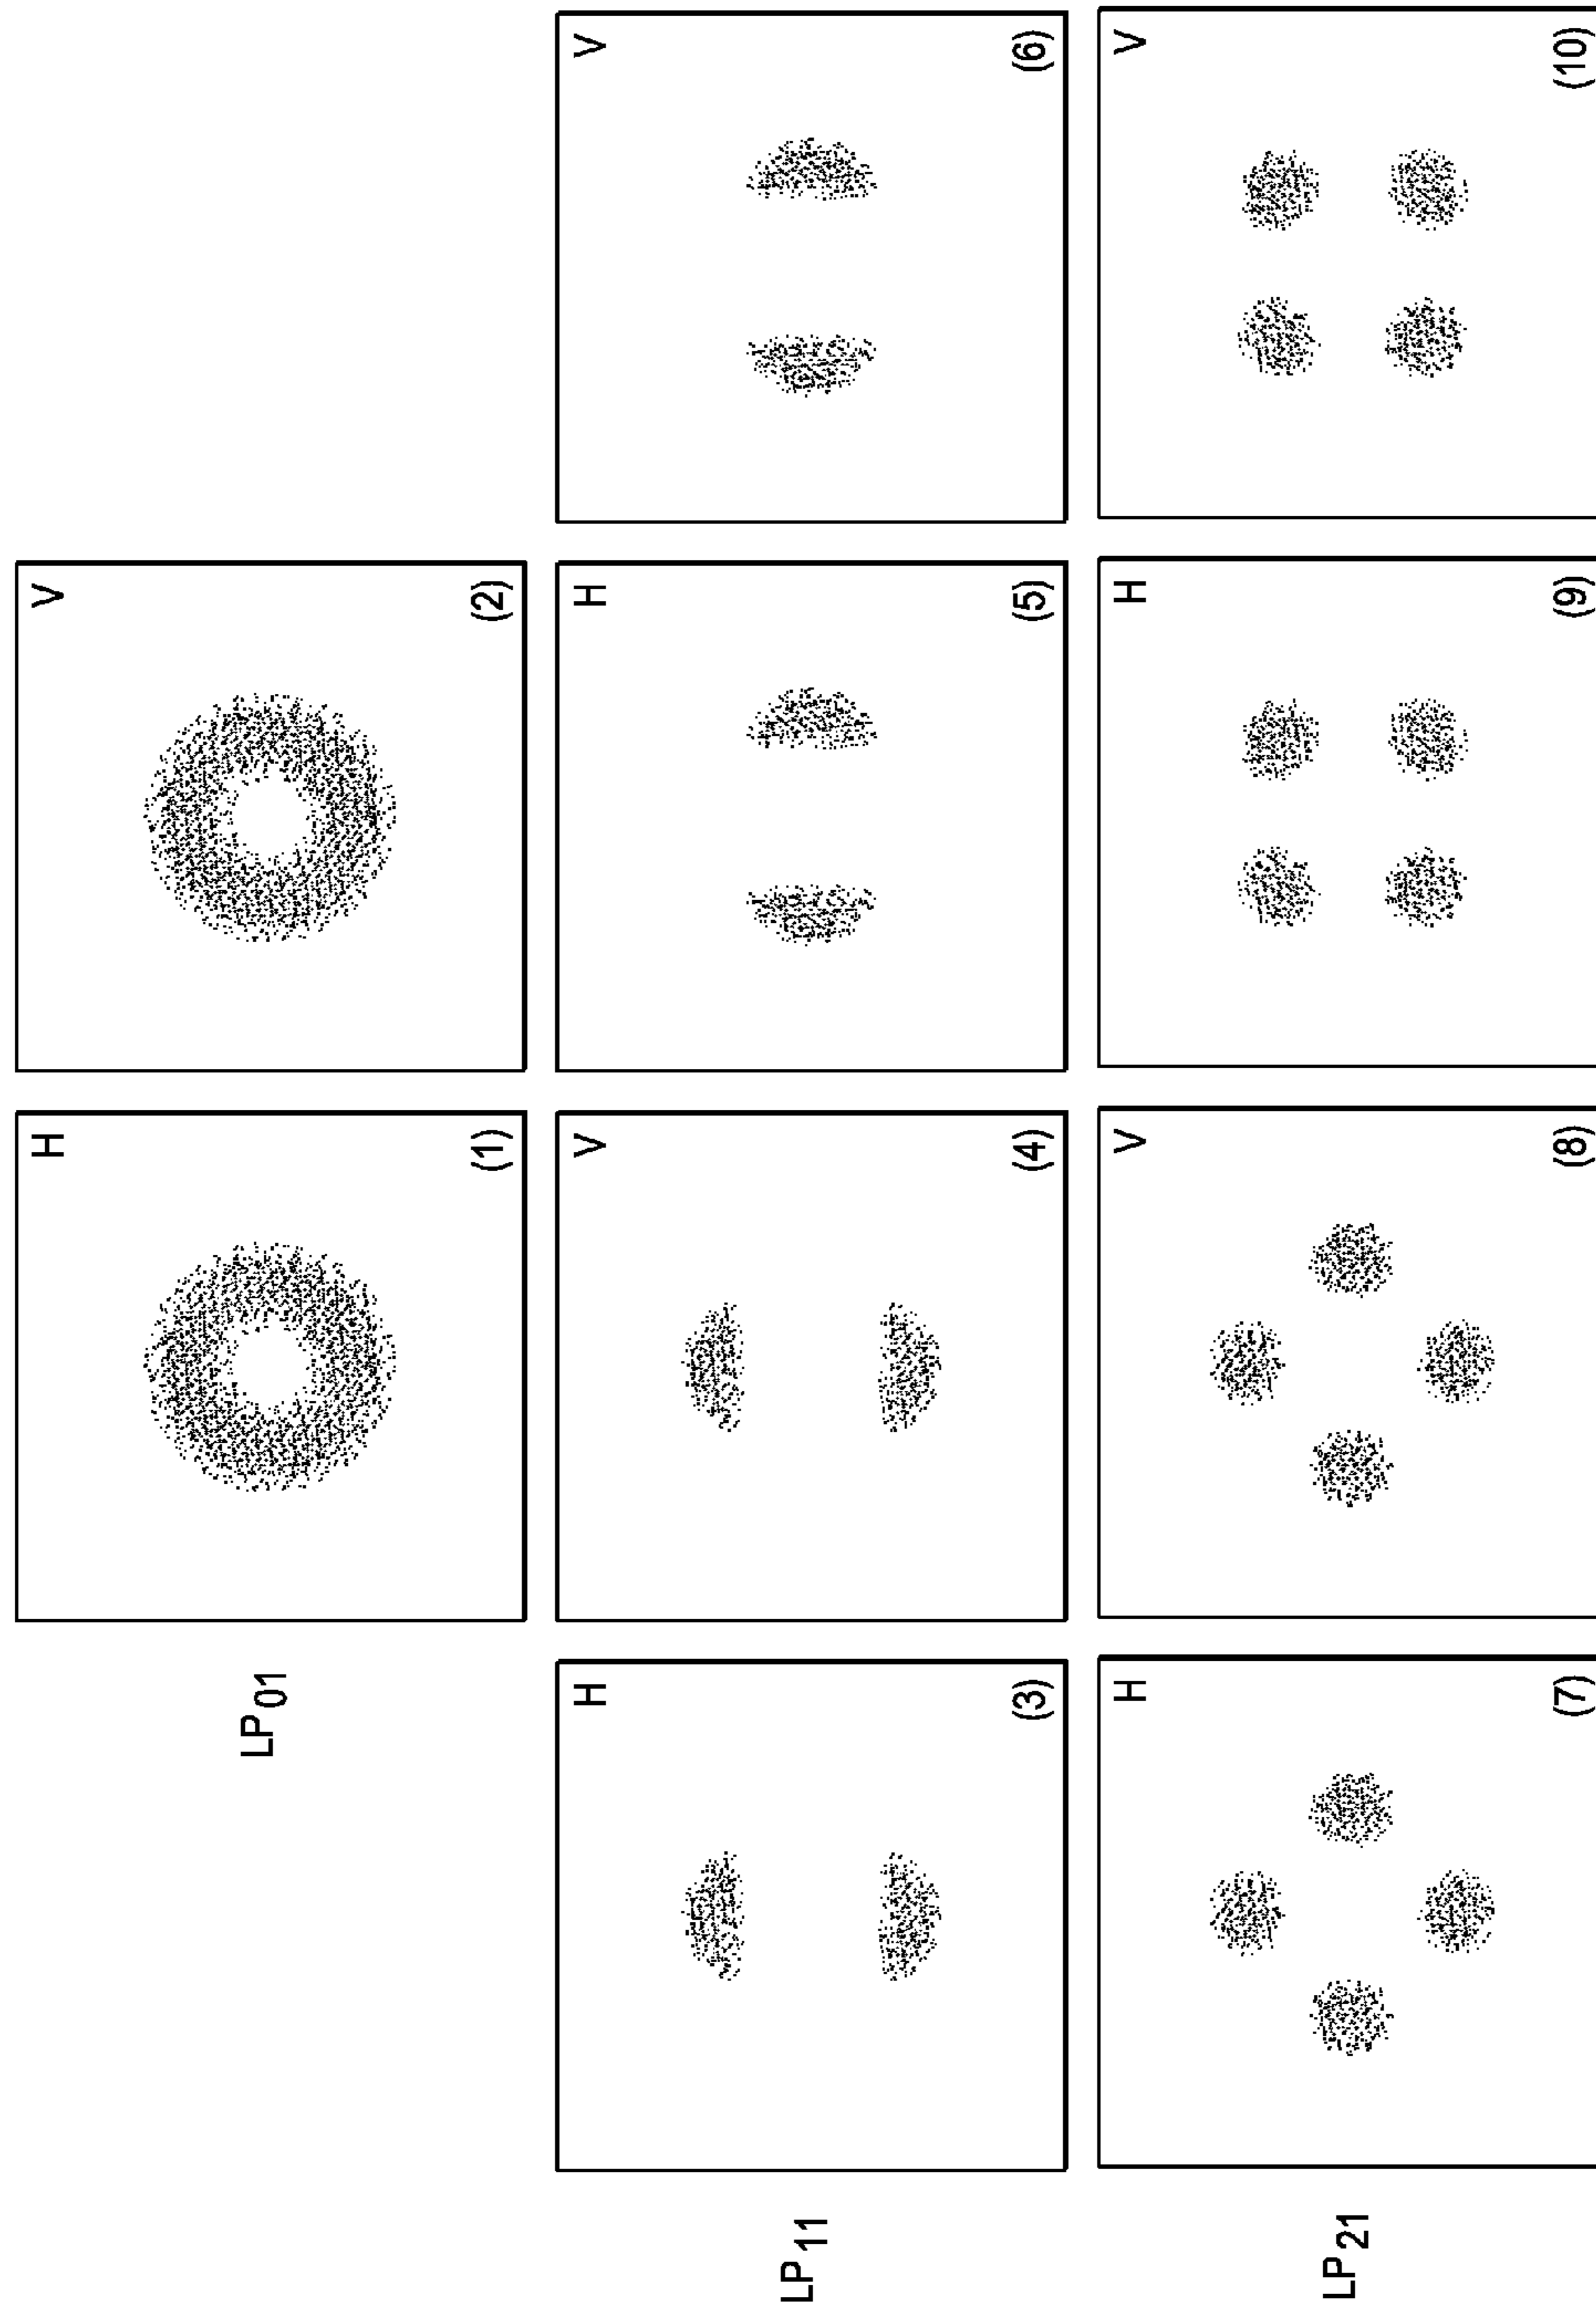 LP01
H
(1)
V
(2)
LP11
H
(3)
V
(4)
H
(5)
V
(6)
LP21
H
(7)
V
(8)
H
(9)
V
(10)